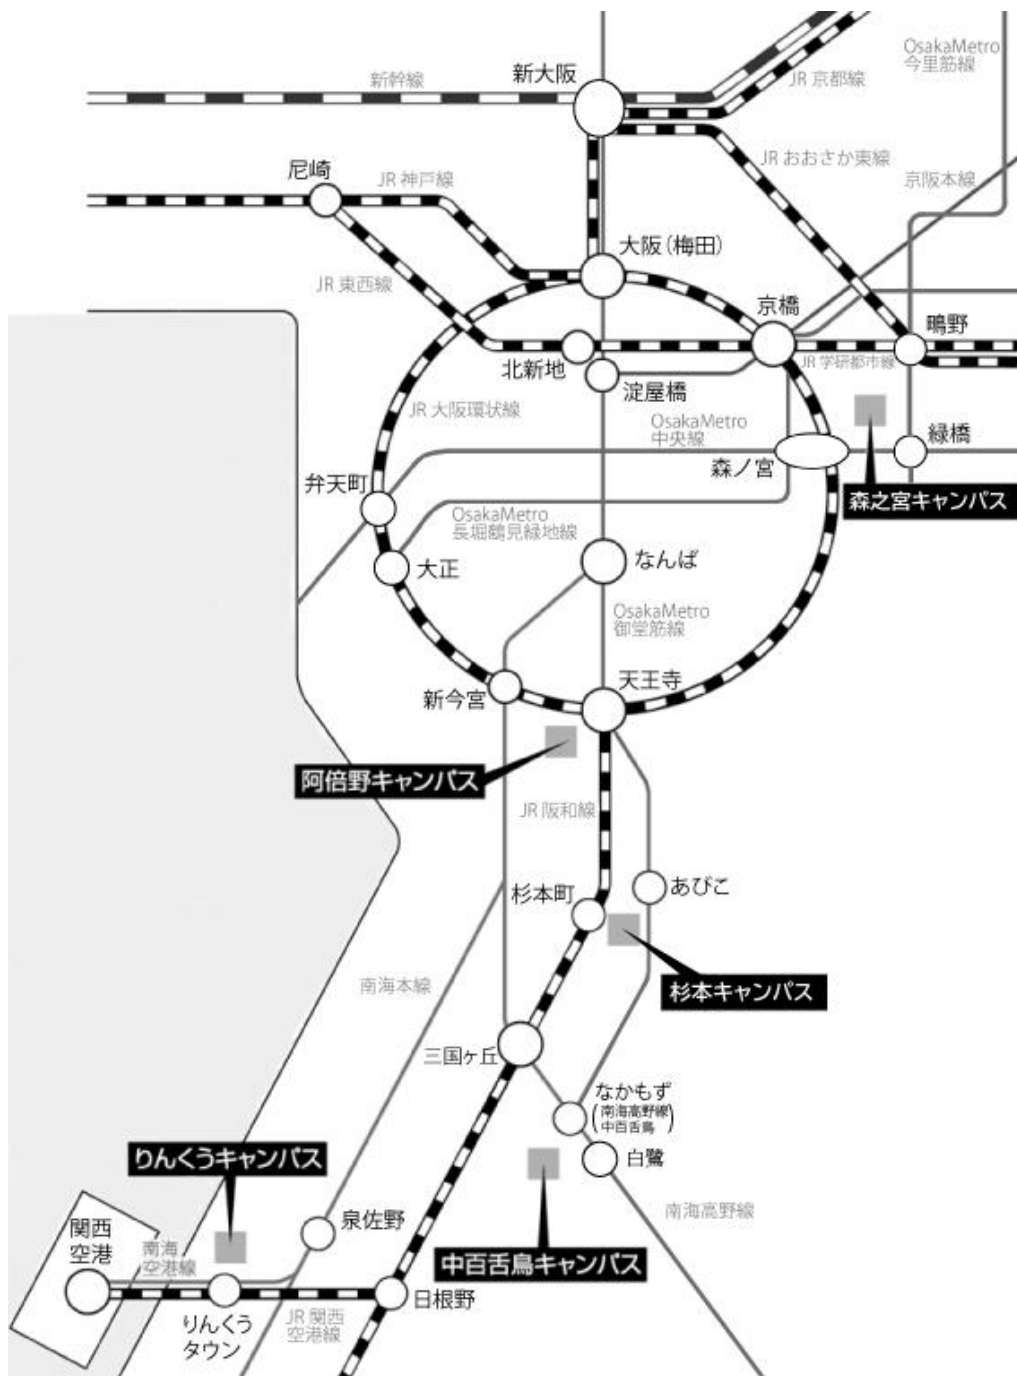 OsakaMetro
今里筋線
新幹線
新大阪
JR 京都線
JR おおさか東線
尼崎
JR 神戸線
京阪本線
大阪（梅田）
JR 東西線
京橋
鴫野
北新地
JR 学研都市線
淀屋橋
JR 大阪環状線
OsakaMetro
中央線
緑橋
森ノ宮
弁天町
森之宮キャンパス
OsakaMetro
長堀鶴見緑地線
大正
なんば
OsakaMetro
御堂筋線
天王寺
新今宮
阿倍野キャンパス
JR 阪和線
杉本町
あびこ
南海本線
杉本キャンパス
三国ヶ丘
なかもず
（南海高野線
中百舌鳥）
りんくうキャンパス
白鷺
南海高野線
泉佐野
関西
空港
南海
空港線
中百舌鳥キャンパス
日根野
りんくう
タウン
JR 関西
空港線